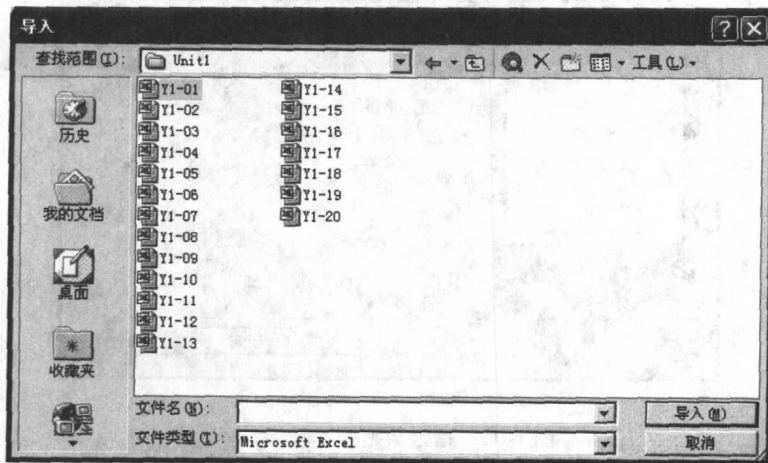 导入
查找范围(I): Unit1 工具(L)
历史
我的文档
桌面
收藏夹
Y1-01
Y1-02
Y1-03
Y1-04
Y1-05
Y1-06
Y1-07
Y1-08
Y1-09
Y1-10
Y1-11
Y1-12
Y1-13
Y1-14
Y1-15
Y1-16
Y1-17
Y1-18
Y1-19
Y1-20
文件名(N): 导入(M)
文件类型(T): Microsoft Excel 取消